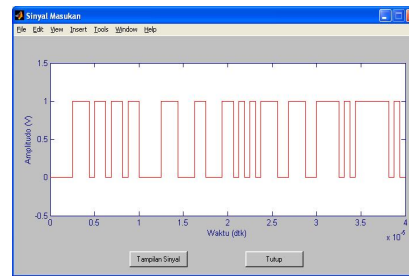 Sinyal Masukan
File Edit View Insert Tools Window Help
1.5
1
0.5
0
-0.5
Amplitudo (V)
0 0.5 1 1.5 2 2.5 3 3.5 4
Waktu (dtk)
x 10⁻⁶
Tampilan Sinyal Tutup